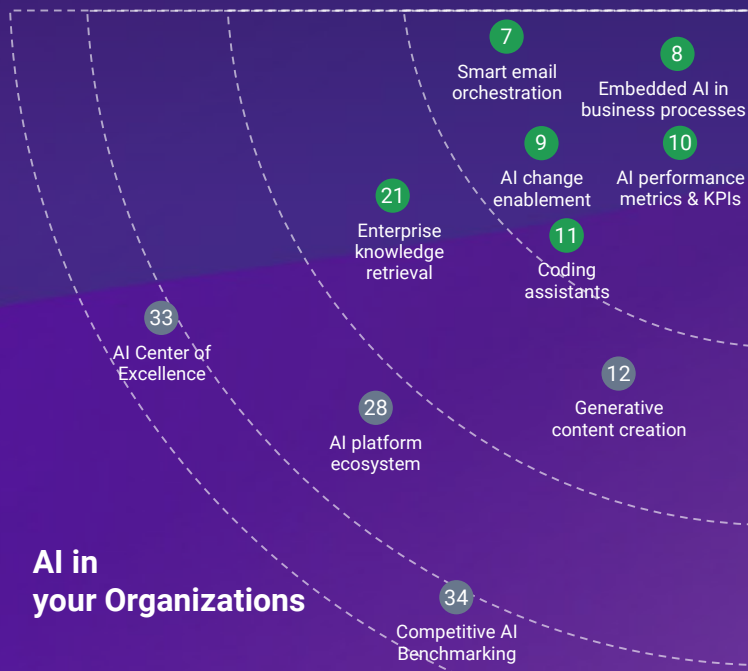 7
Smart email
orchestration
8
Embedded AI in
business processes
9
AI change
enablement
10
AI performance
metrics & KPIs
21
Enterprise
knowledge
retrieval
11
Coding
assistants
33
AI Center of
Excellence
12
Generative
content creation
28
AI platform
ecosystem
AI in
your Organizations
34
Competitive AI
Benchmarking